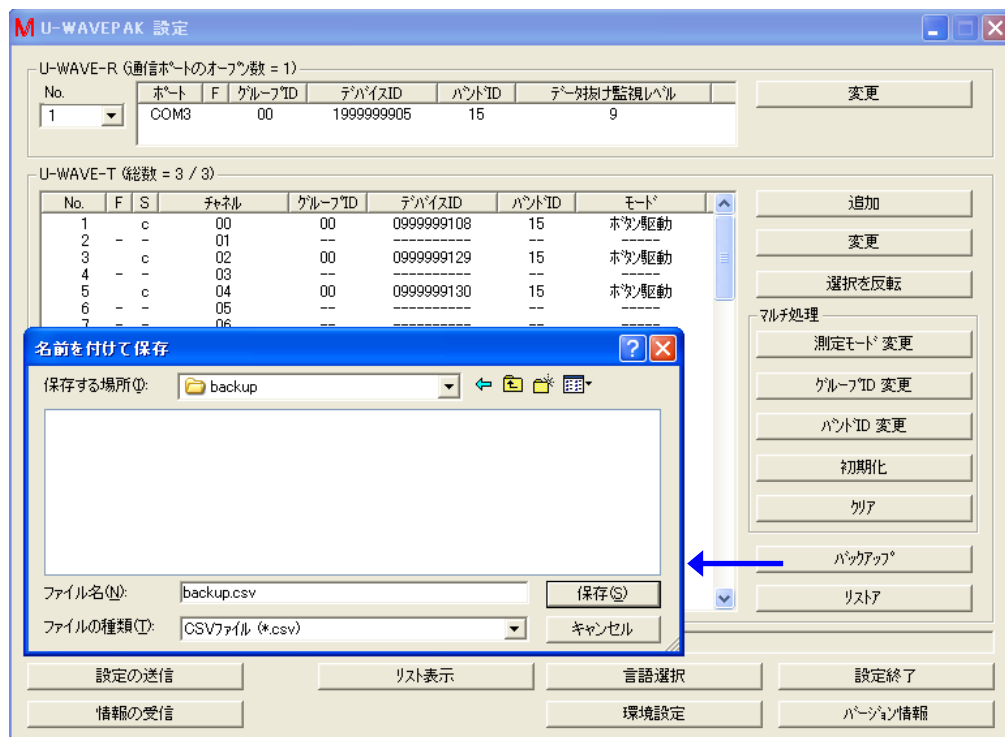 M U-WAVEPAK 設定
U-WAVE-R (通信ポートのオープン数 = 1)
No. ポート F グループID デバイスID バンドID データ抜け監視レベル
1 COM3 00 1999999905 15 9
変更
U-WAVE-T (総数 = 3 / 3)
No. F S チャネル グループID デバイスID バンドID モード
1 c 00 00 0999999108 15 ボタン駆動
2 - - 01 -- ---------- -- -----
3 c 02 00 0999999129 15 ボタン駆動
4 - - 03 -- ---------- -- -----
5 c 04 00 0999999130 15 ボタン駆動
6 - - 05 -- ---------- -- -----
7 - - 06 -- ---------- -- -----
追加
変更
選択を反転
マルチ処理
測定モード 変更
グループID 変更
バンドID 変更
初期化
クリア
バックアップ
リストア
名前を付けて保存
保存する場所(I): backup
ファイル名(N): backup.csv 保存(S)
ファイルの種類(T): CSVファイル (*.csv) キャンセル
設定の送信 リスト表示 言語選択 設定終了
情報の受信 環境設定 バージョン情報